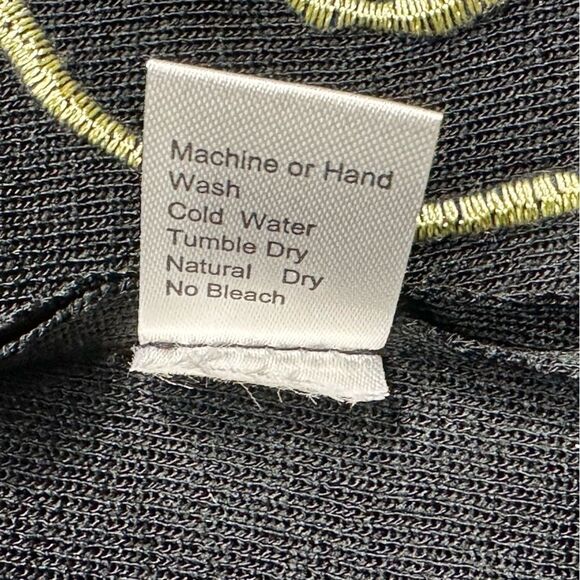 Machine or Hand
Wash
Cold Water
Tumble Dry
Natural Dry
No Bleach